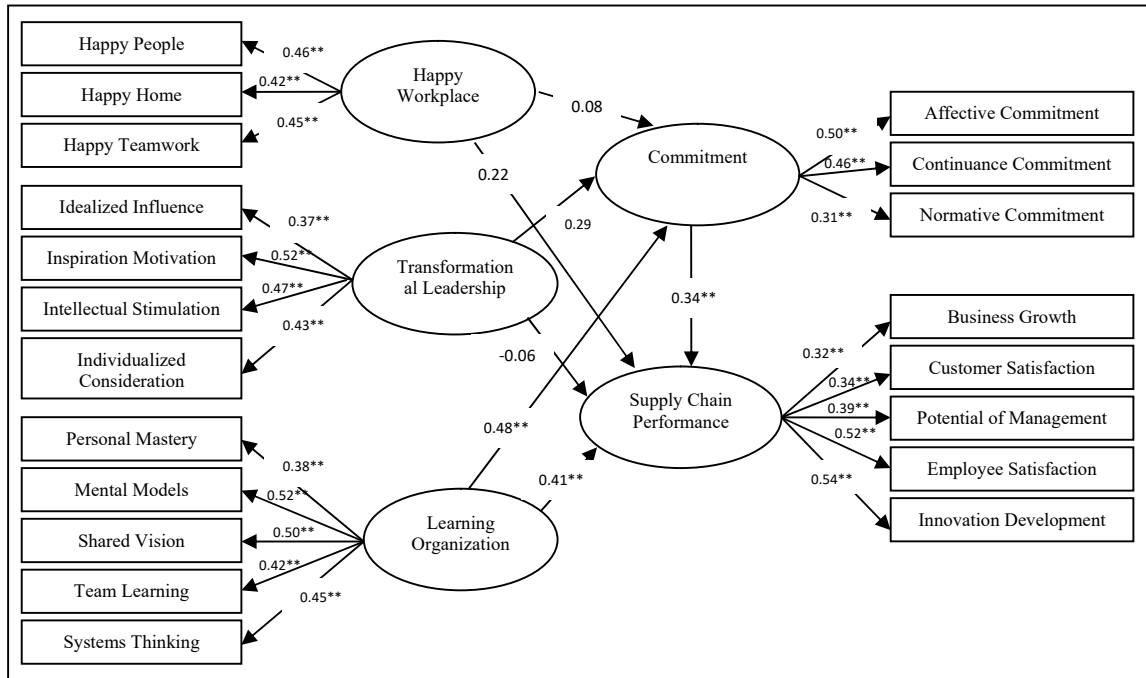 Happy People
Happy Home
Happy Teamwork
0.46**
0.42**
0.45**
Happy
Workplace
0.08
0.22
Idealized Influence
Inspiration Motivation
Intellectual Stimulation
Individualized
Consideration
0.37**
0.52**
0.47**
0.43**
Transformation
al Leadership
0.29
-0.06
Personal Mastery
Mental Models
Shared Vision
Team Learning
Systems Thinking
0.38**
0.52**
0.50**
0.42**
0.45**
Learning
Organization
0.48**
0.41**
Commitment
0.34**
0.50**
0.46**
0.31**
Affective Commitment
Continuance Commitment
Normative Commitment
Supply Chain
Performance
0.32**
0.34**
0.39**
0.52**
0.54**
Business Growth
Customer Satisfaction
Potential of Management
Employee Satisfaction
Innovation Development